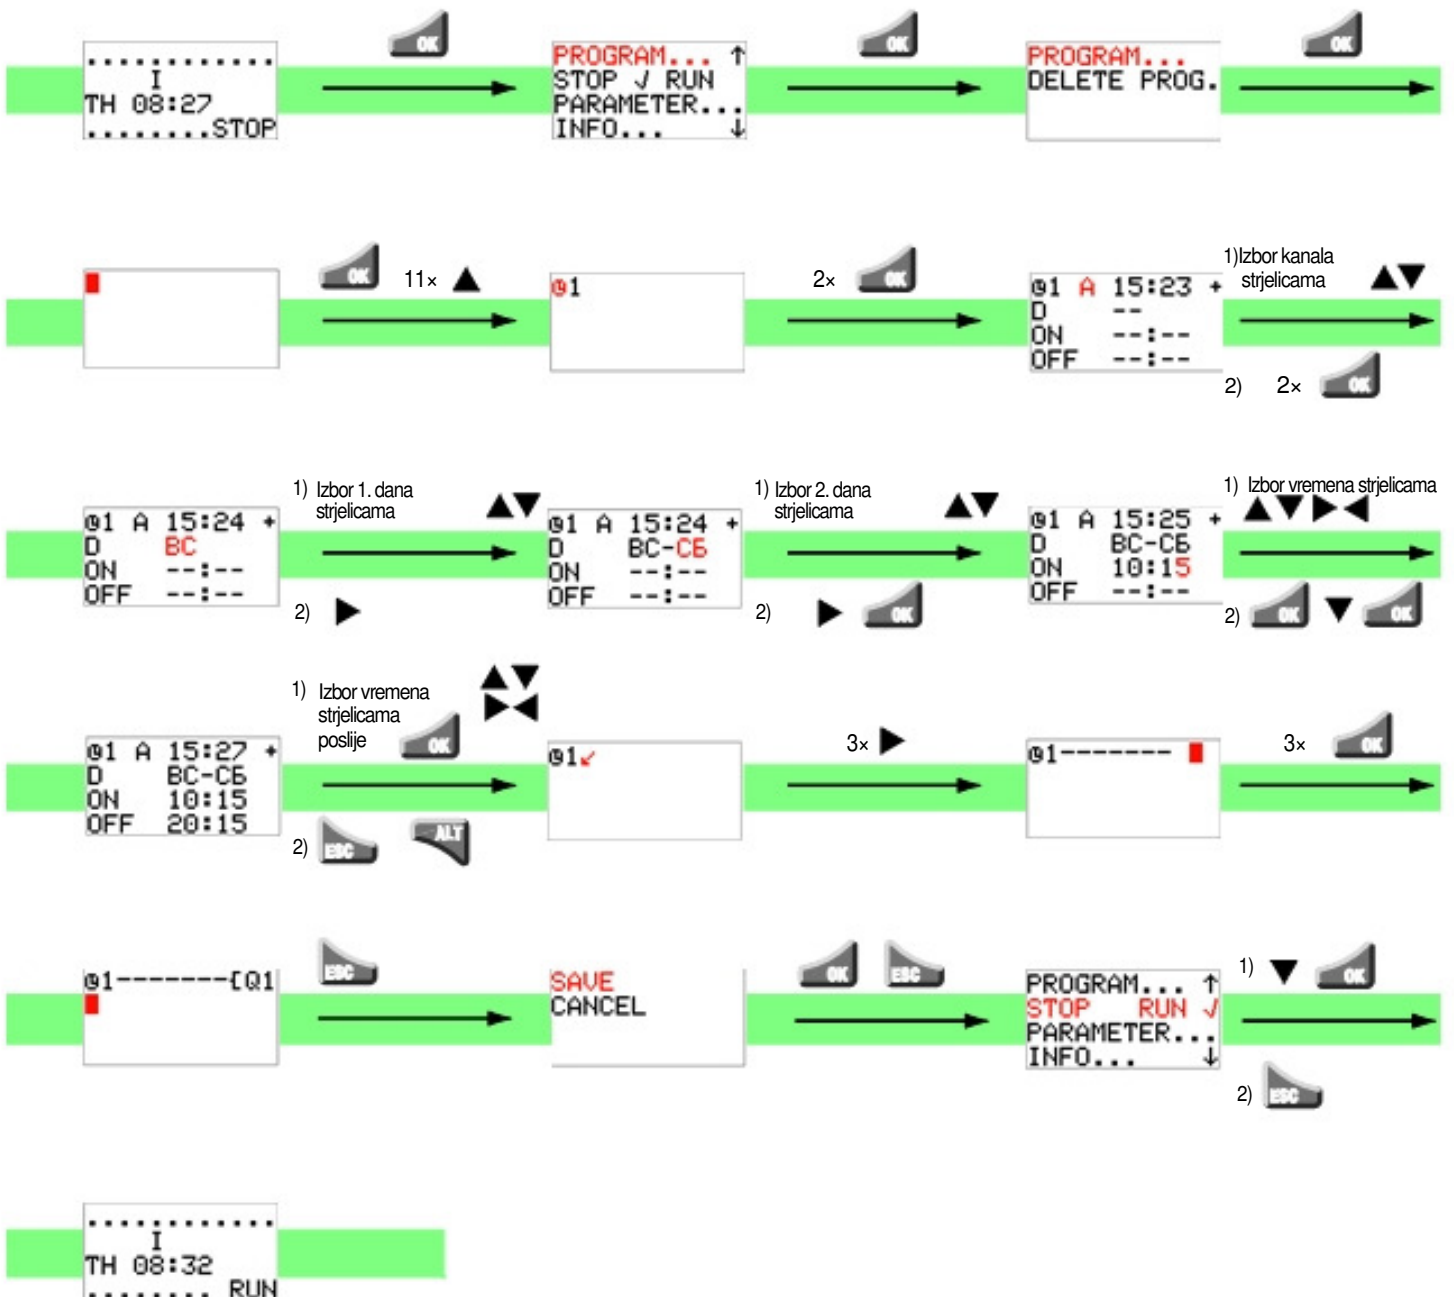 OK
OK
OK
............
I
TH 08:27
........STOP
PROGRAM... ↑
STOP √ RUN
PARAMETER...
INFO... ↓
PROGRAM...
DELETE PROG.
OK
11×
1
2×
OK
1 A 15:23 +
D --
ON --:--
OFF --:--
1)Izbor kanala
strjelicama
2) 2×
OK
1 A 15:24 +
D BC
ON --:--
OFF --:--
1) Izbor 1. dana
strjelicama
2)
1 A 15:24 +
D BC-СБ
ON --:--
OFF --:--
1) Izbor 2. dana
strjelicama
2)
OK
1 A 15:25 +
D BC-СБ
ON 10:15
OFF --:--
1) Izbor vremena strjelicama
2)
OK
OK
1 A 15:27 +
D BC-СБ
ON 10:15
OFF 20:15
1) Izbor vremena
strjelicama
poslije
OK
2)
ESC
ALT
1↙
3×
1-------
3×
OK
1-------[Q1
ESC
SAVE
CANCEL
OK
ESC
PROGRAM... ↑
STOP RUN √
PARAMETER...
INFO... ↓
1)
OK
2)
ESC
............
I
TH 08:32
........ RUN